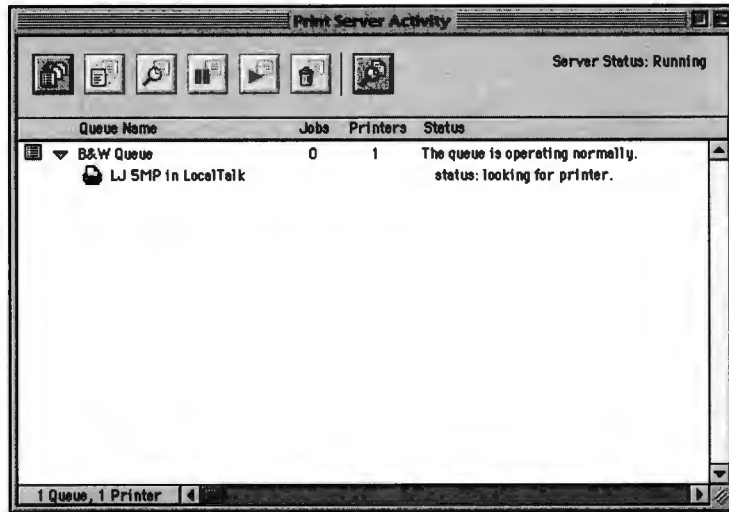 Print Server Activity
Server Status: Running
Queue Name Jobs Printers Status
B&W Queue 0 1 The queue is operating normally.
LJ 5MP in LocalTalk status: looking for printer.
1 Queue, 1 Printer